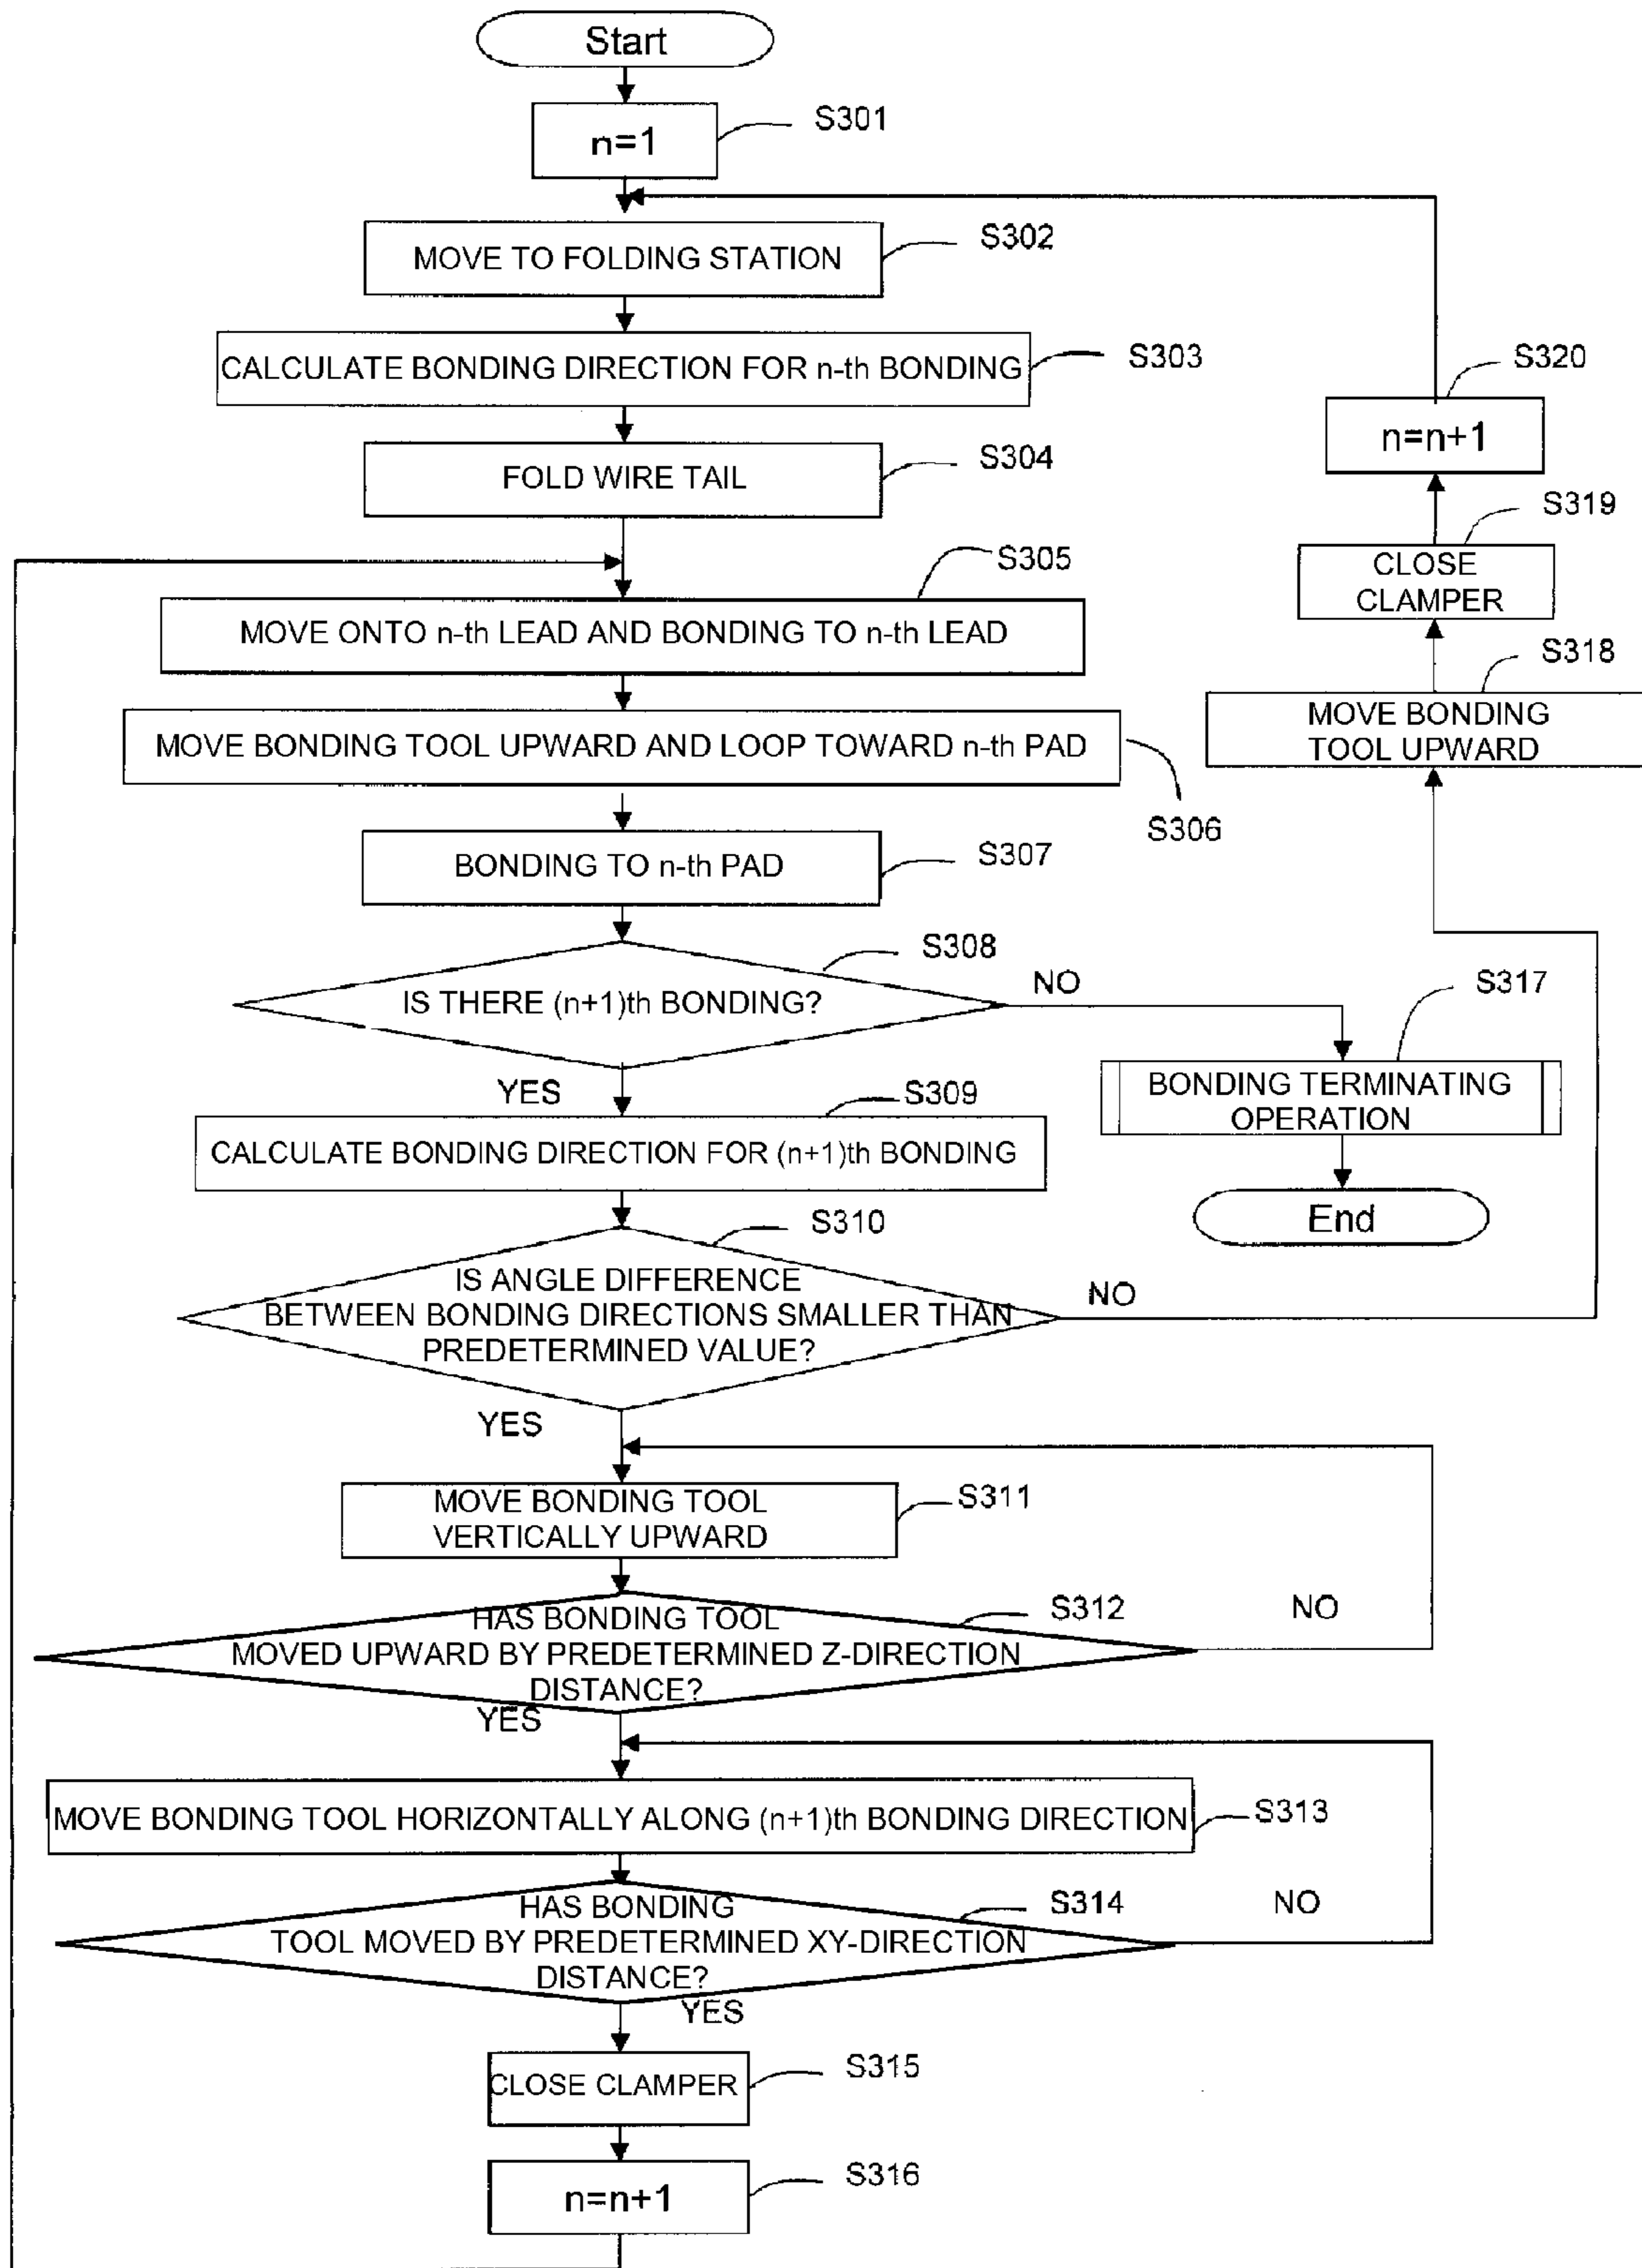 Start
n=1
S301
MOVE TO FOLDING STATION
S302
CALCULATE BONDING DIRECTION FOR n-th BONDING
S303
FOLD WIRE TAIL
S304
S305
MOVE ONTO n-th LEAD AND BONDING TO n-th LEAD
MOVE BONDING TOOL UPWARD AND LOOP TOWARD n-th PAD
S306
BONDING TO n-th PAD
S307
S308
IS THERE (n+1)th BONDING?
NO
YES
S309
CALCULATE BONDING DIRECTION FOR (n+1)th BONDING
S310
IS ANGLE DIFFERENCE
BETWEEN BONDING DIRECTIONS SMALLER THAN
PREDETERMINED VALUE?
NO
YES
MOVE BONDING TOOL
VERTICALLY UPWARD
S311
HAS BONDING TOOL
MOVED UPWARD BY PREDETERMINED Z-DIRECTION
DISTANCE?
S312
NO
YES
MOVE BONDING TOOL HORIZONTALLY ALONG (n+1)th BONDING DIRECTION
S313
HAS BONDING
TOOL MOVED BY PREDETERMINED XY-DIRECTION
DISTANCE?
S314
NO
YES
CLOSE CLAMPER
S315
n=n+1
S316
S317
BONDING TERMINATING
OPERATION
End
S318
MOVE BONDING
TOOL UPWARD
S319
CLOSE
CLAMPER
S320
n=n+1